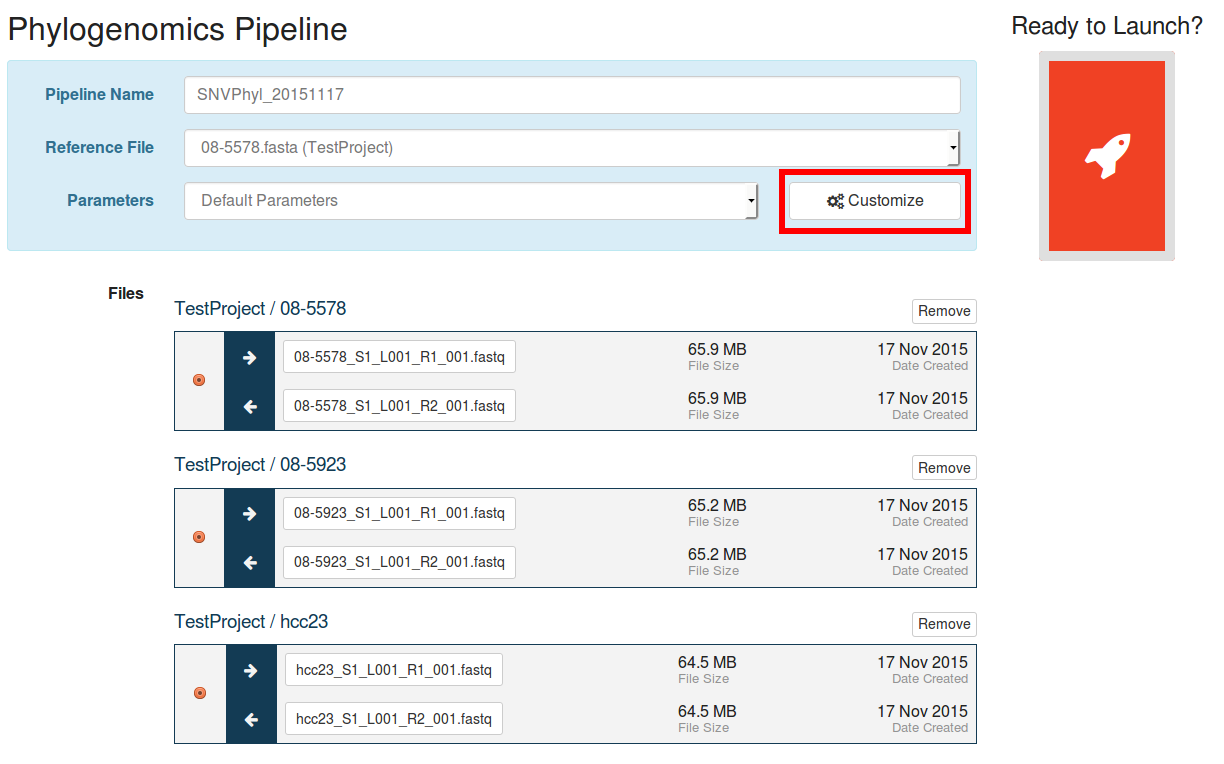 Phylogenomics Pipeline
Ready to Launch?
Pipeline Name
SNVPhyl_20151117
Reference File
08-5578.fasta (TestProject)
Parameters
Default Parameters
Customize
Files
TestProject / 08-5578
Remove
08-5578_S1_L001_R1_001.fastq
65.9 MB
File Size
17 Nov 2015
Date Created
08-5578_S1_L001_R2_001.fastq
65.9 MB
File Size
17 Nov 2015
Date Created
TestProject / 08-5923
Remove
08-5923_S1_L001_R1_001.fastq
65.2 MB
File Size
17 Nov 2015
Date Created
08-5923_S1_L001_R2_001.fastq
65.2 MB
File Size
17 Nov 2015
Date Created
TestProject / hcc23
Remove
hcc23_S1_L001_R1_001.fastq
64.5 MB
File Size
17 Nov 2015
Date Created
hcc23_S1_L001_R2_001.fastq
64.5 MB
File Size
17 Nov 2015
Date Created